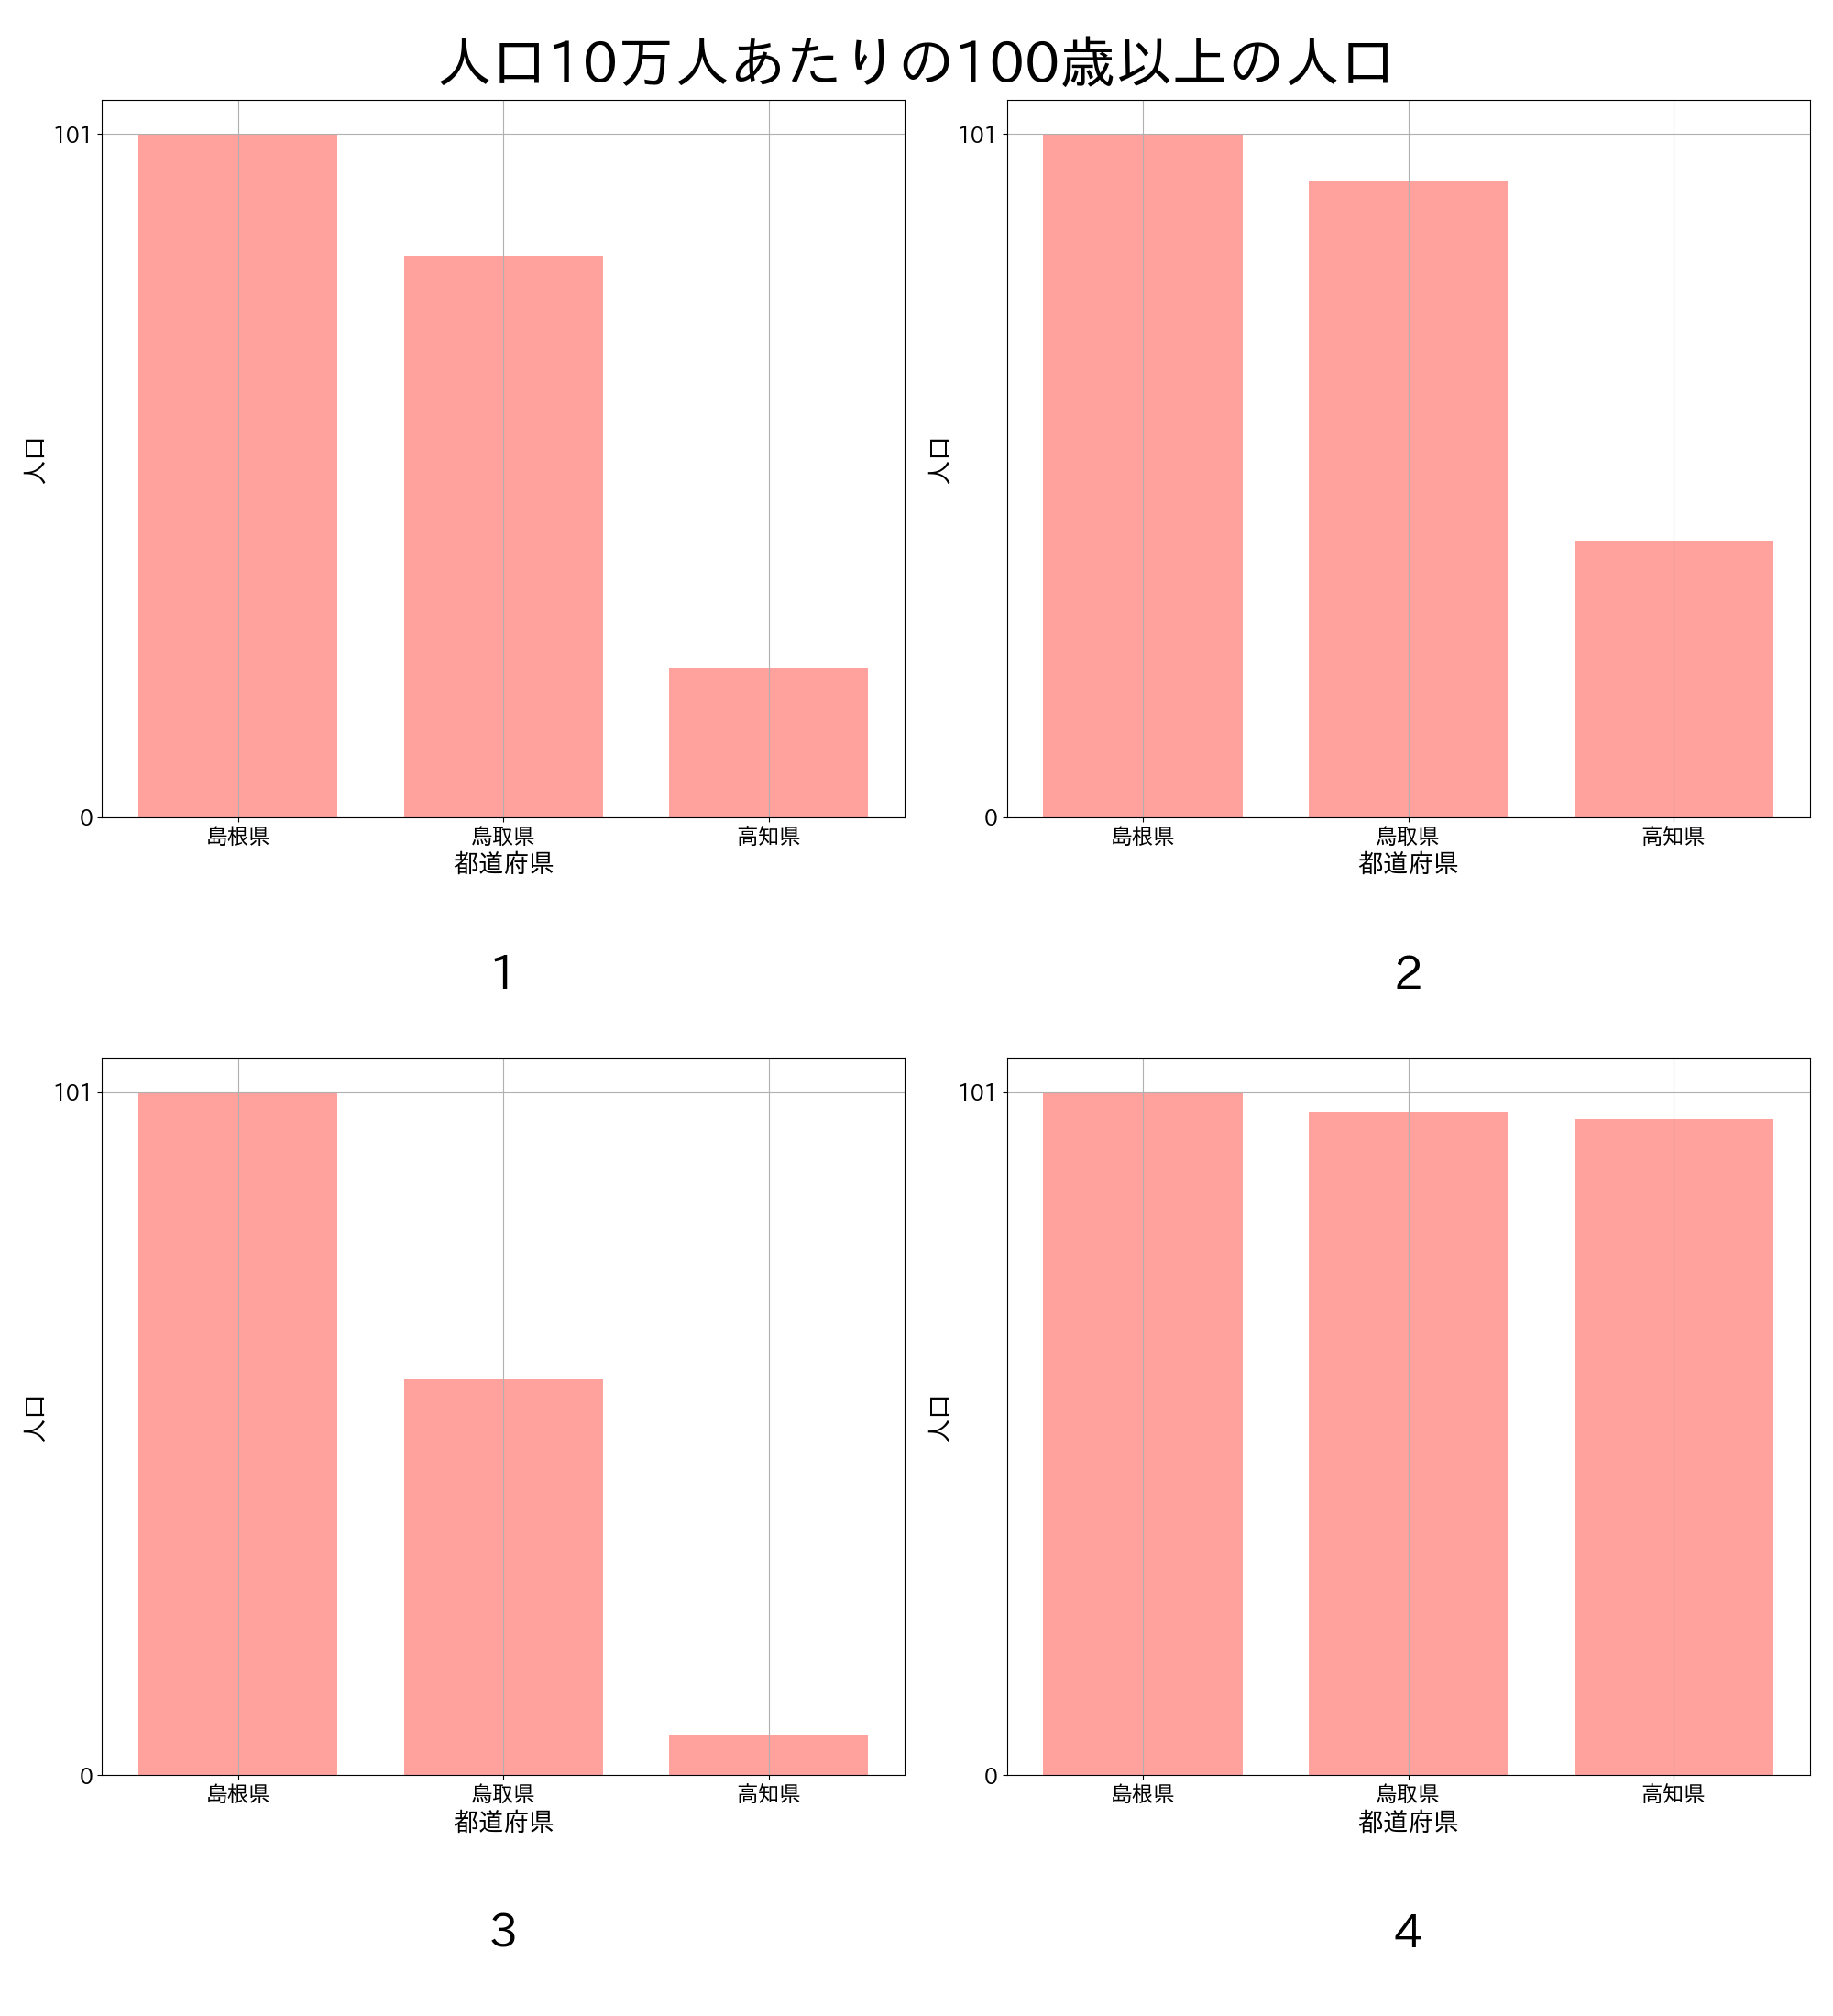 人口10万人あたりの100歳以上の人口
101
0
人口
島根県 鳥取県 高知県
都道府県
1
101
0
人口
島根県 鳥取県 高知県
都道府県
2
101
0
人口
島根県 鳥取県 高知県
都道府県
3
101
0
人口
島根県 鳥取県 高知県
都道府県
4